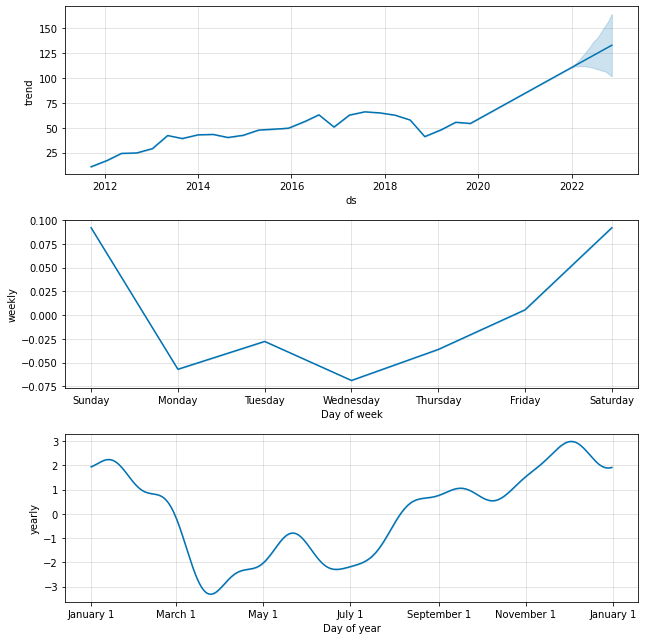 trend
150
125
100
75
50
25
2012 2014 2016 2018 2020 2022
ds
weekly
0.100
0.075
0.050
0.025
0.000
−0.025
−0.050
−0.075
Sunday Monday Tuesday Wednesday Thursday Friday Saturday
Day of week
yearly
3
2
1
0
−1
−2
−3
January 1 March 1 May 1 July 1 September 1 November 1 January 1
Day of year